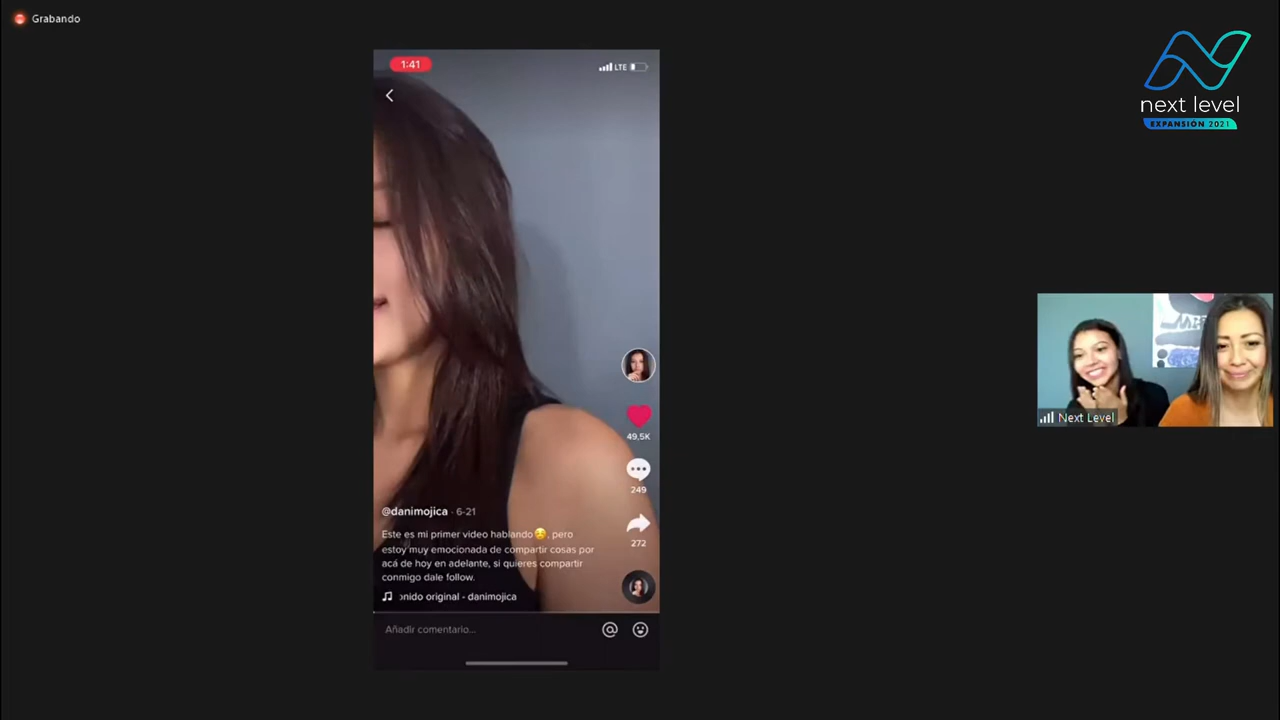 Grabando
next level
EXPANSIÓN 2021
1:41
LTE
49,5K
249
272
@danimojica · 6-21
Este es mi primer video hablando😌, pero
estoy muy emocionada de compartir cosas por
acá de hoy en adelante, si quieres compartir
conmigo dale follow.
onido original - danimojica
Añadir comentario...
Next Level